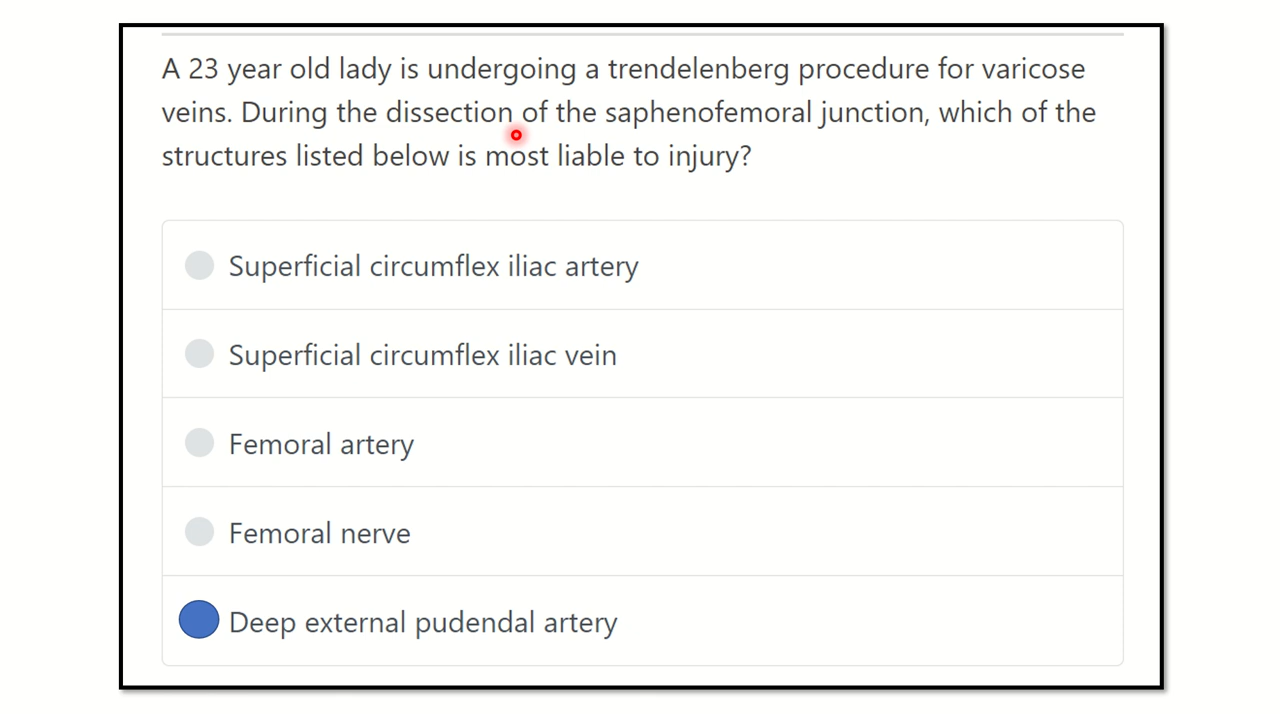 A 23 year old lady is undergoing a trendelenberg procedure for varicose
veins. During the dissection of the saphenofemoral junction, which of the
structures listed below is most liable to injury?
Superficial circumflex iliac artery
Superficial circumflex iliac vein
Femoral artery
Femoral nerve
Deep external pudendal artery